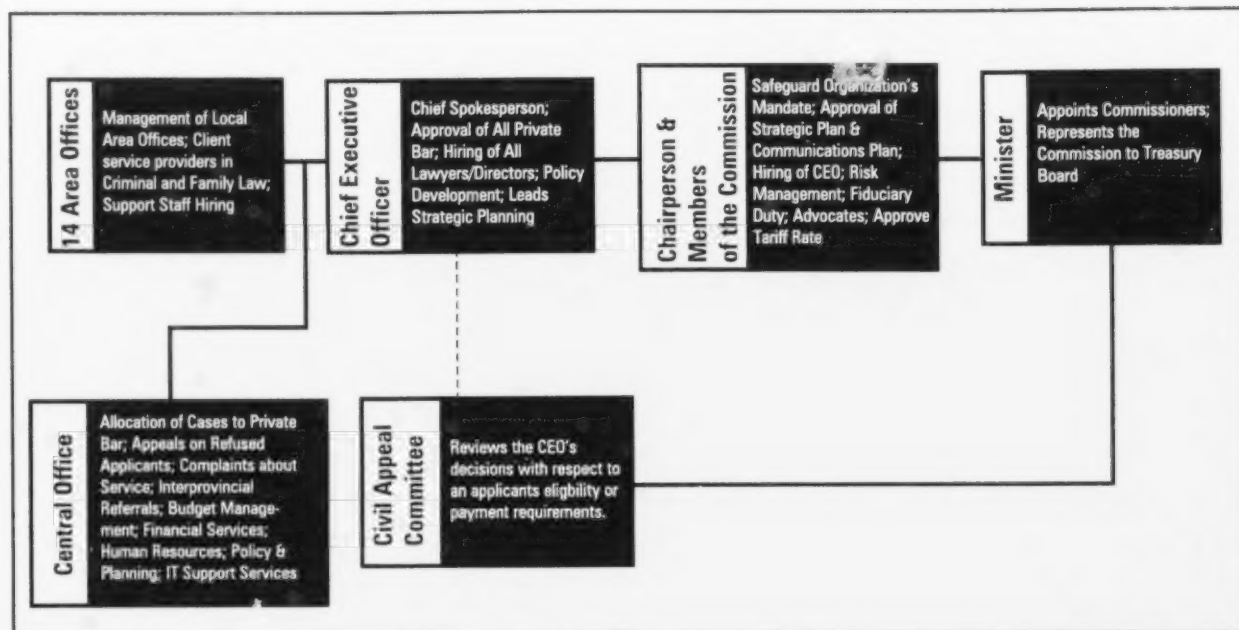 14 Area Offices
Management of Local
Area Offices; Client
service providers in
Criminal and Family Law;
Support Staff Hiring
Chief Executive
Officer
Chief Spokesperson;
Approval of All Private
Bar; Hiring of All
Lawyers/Directors; Policy
Development; Leads
Strategic Planning
Chairperson &
Members
of the Commission
Safeguard Organization's
Mandate; Approval of
Strategic Plan &
Communications Plan;
Hiring of CEO; Risk
Management; Fiduciary
Duty; Advocates; Approve
Tariff Rate
Minister
Appoints Commissioners;
Represents the
Commission to Treasury
Board
Central Office
Allocation of Cases to Private
Bar; Appeals on Refused
Applicants; Complaints about
Service; Interprovincial
Referrals; Budget Manage-
ment; Financial Services;
Human Resources; Policy &
Planning; IT Support Services
Civil Appeal
Committee
Reviews the CEO's
decisions with respect to
an applicants eligbility or
payment requirements.